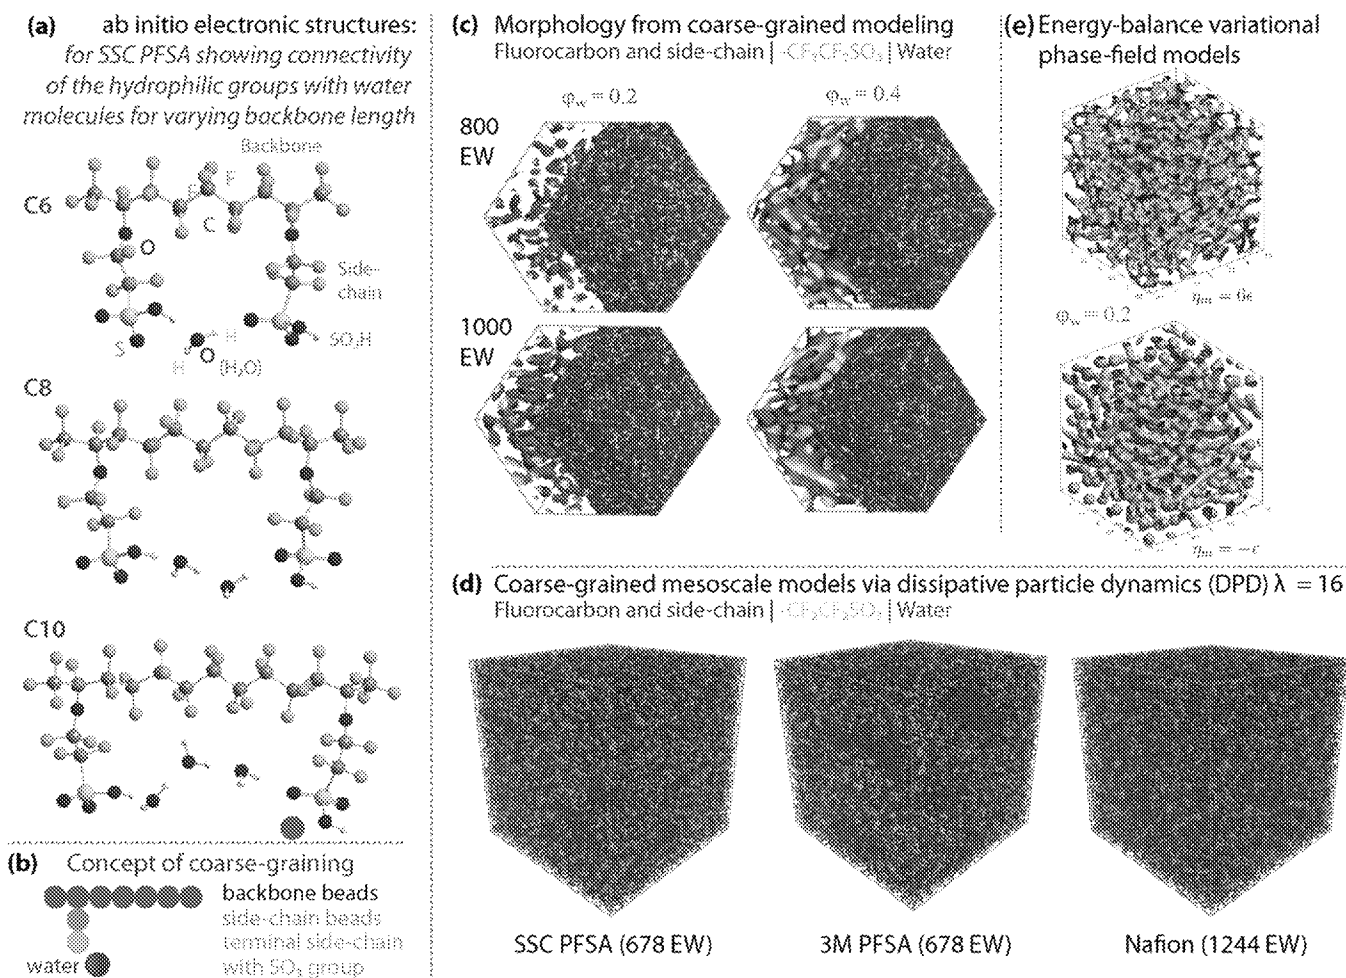 (a) ab initio electronic structures:
for SSC PFSA showing connectivity
of the hydrophilic groups with water
molecules for varying backbone length
Backbone
C6
F
F
C
O
Side-
chain
S
H
O
H
(H₂O)
SO₃H
C8
C10
(b) Concept of coarse-graining
backbone beads
side-chain beads
terminal side-chain
with SO₃ group
water
(c) Morphology from coarse-grained modeling
Fluorocarbon and side-chain | -CF₂CF₂SO₃ | Water
φw = 0.2
φw = 0.4
800
EW
1000
EW
(d) Coarse-grained mesoscale models via dissipative particle dynamics (DPD) λ = 16
Fluorocarbon and side-chain | -CF₂CF₂SO₃ | Water
SSC PFSA (678 EW)
3M PFSA (678 EW)
Nafion (1244 EW)
(e) Energy-balance variational
phase-field models
φw = 0.2
ηm = −ϵ